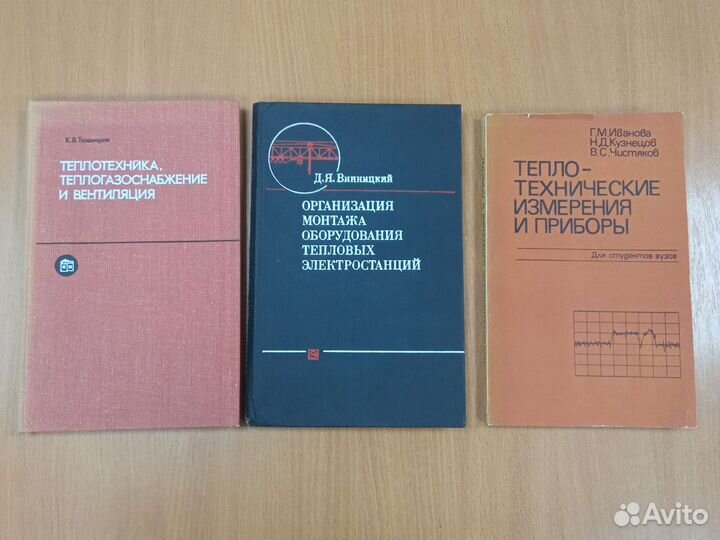 К.В. Тихомиров
ТЕПЛОТЕХНИКА,
ТЕПЛОГАЗОСНАБЖЕНИЕ
И ВЕНТИЛЯЦИЯ
Д.Я. Винницкий
ОРГАНИЗАЦИЯ
МОНТАЖА
ОБОРУДОВАНИЯ
ТЕПЛОВЫХ
ЭЛЕКТРОСТАНЦИЙ
Г.М.Иванова
Н.Д.Кузнецов
В.С.Чистяков
ТЕПЛО-
ТЕХНИЧЕСКИЕ
ИЗМЕРЕНИЯ
И ПРИБОРЫ
Для студентов вузов
Avito